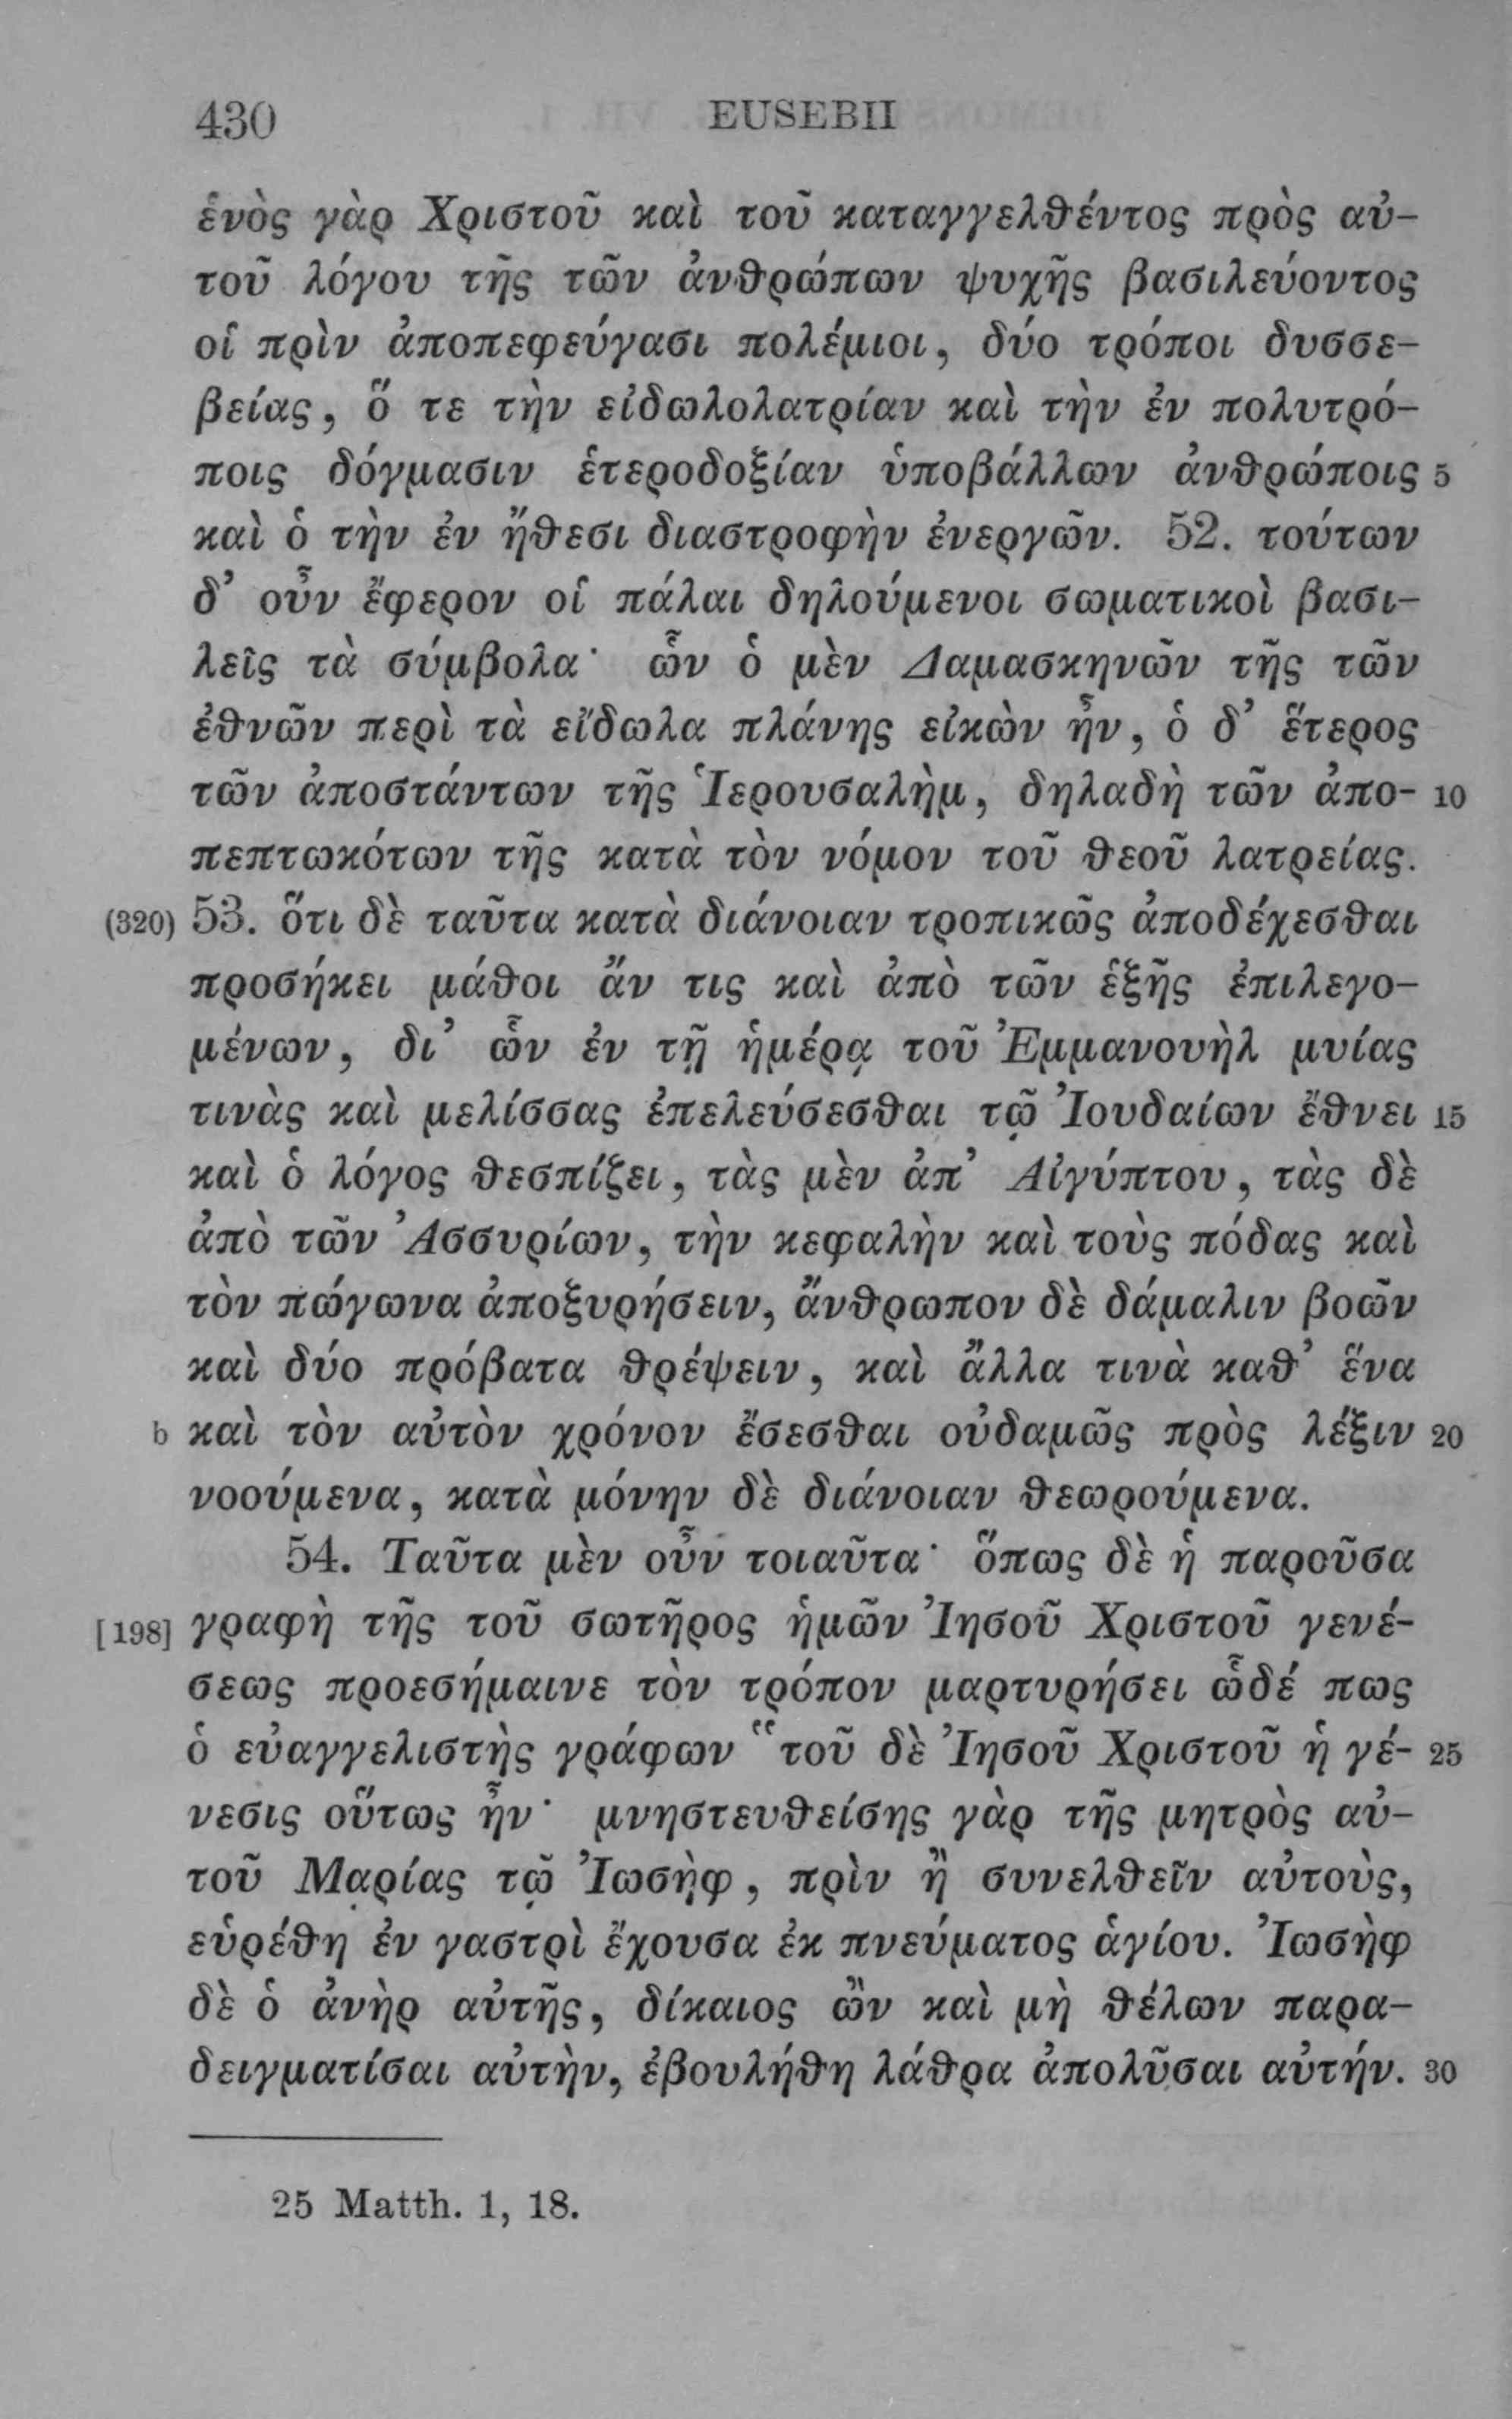 430 EUSEBII
ἑνὸς γὰρ Χριστοῦ καὶ τοῦ καταγγελθέντος πρὸς αὐ-
τοῦ λόγου τῆς τῶν ἀνθρώπων ψυχῆς βασιλεύοντος
οἱ πρὶν ἀποπεφεύγασι πολέμιοι, δύο τρόποι δυσσε-
βείας, ὅ τε τὴν εἰδωλολατρίαν καὶ τὴν ἐν πολυτρό-
ποις δόγμασιν ἑτεροδοξίαν ὑποβάλλων ἀνθρώποις 5
καὶ ὁ τὴν ἐν ἤθεσι διαστροφὴν ἐνεργῶν. 52. τούτων
δ’ οὖν ἔφερον οἱ πάλαι δηλούμενοι σωματικοὶ βασι-
λεῖς τὰ σύμβολα· ὧν ὁ μὲν Δαμασκηνῶν τῆς τῶν
ἐθνῶν περὶ τὰ εἴδωλα πλάνης εἰκὼν ἦν, ὁ δ’ ἕτερος
τῶν ἀποστάντων τῆς Ἱερουσαλὴμ, δηλαδὴ τῶν ἀπο- 10
πεπτωκότων τῆς κατὰ τὸν νόμον τοῦ θεοῦ λατρείας.
(320) 53. ὅτι δὲ ταῦτα κατὰ διάνοιαν τροπικῶς ἀποδέχεσθαι
προσήκει μάθοι ἄν τις καὶ ἀπὸ τῶν ἑξῆς ἐπιλεγο-
μένων, δι’ ὧν ἐν τῇ ἡμέρᾳ τοῦ Ἐμμανουὴλ μυίας
τινὰς καὶ μελίσσας ἐπελεύσεσθαι τῷ Ἰουδαίων ἔθνει 15
καὶ ὁ λόγος θεσπίζει, τὰς μὲν ἀπ’ Αἰγύπτου, τὰς δὲ
ἀπὸ τῶν Ἀσσυρίων, τὴν κεφαλὴν καὶ τοὺς πόδας καὶ
τὸν πώγωνα ἀποξυρήσειν, ἄνθρωπον δὲ δάμαλιν βοῶν
καὶ δύο πρόβατα θρέψειν, καὶ ἄλλα τινὰ καθ’ ἕνα
b καὶ τὸν αὐτὸν χρόνον ἔσεσθαι οὐδαμῶς πρὸς λέξιν 20
νοούμενα, κατὰ μόνην δὲ διάνοιαν θεωρούμενα.
54. Ταῦτα μὲν οὖν τοιαῦτα· ὅπως δὲ ἡ παροῦσα
[198] γραφὴ τῆς τοῦ σωτῆρος ἡμῶν Ἰησοῦ Χριστοῦ γενέ-
σεως προεσήμαινε τὸν τρόπον μαρτυρήσει ὧδέ πως
ὁ εὐαγγελιστὴς γράφων “τοῦ δὲ Ἰησοῦ Χριστοῦ ἡ γέ- 25
νεσις οὕτως ἦν· μνηστευθείσης γὰρ τῆς μητρὸς αὐ-
τοῦ Μαρίας τῷ Ἰωσὴφ, πρὶν ἢ συνελθεῖν αὐτοὺς,
εὑρέθη ἐν γαστρὶ ἔχουσα ἐκ πνεύματος ἁγίου. Ἰωσὴφ
δὲ ὁ ἀνὴρ αὐτῆς, δίκαιος ὢν καὶ μὴ θέλων παρα-
δειγματίσαι αὐτὴν, ἐβουλήθη λάθρα ἀπολῦσαι αὐτήν. 30
25 Matth. 1, 18.